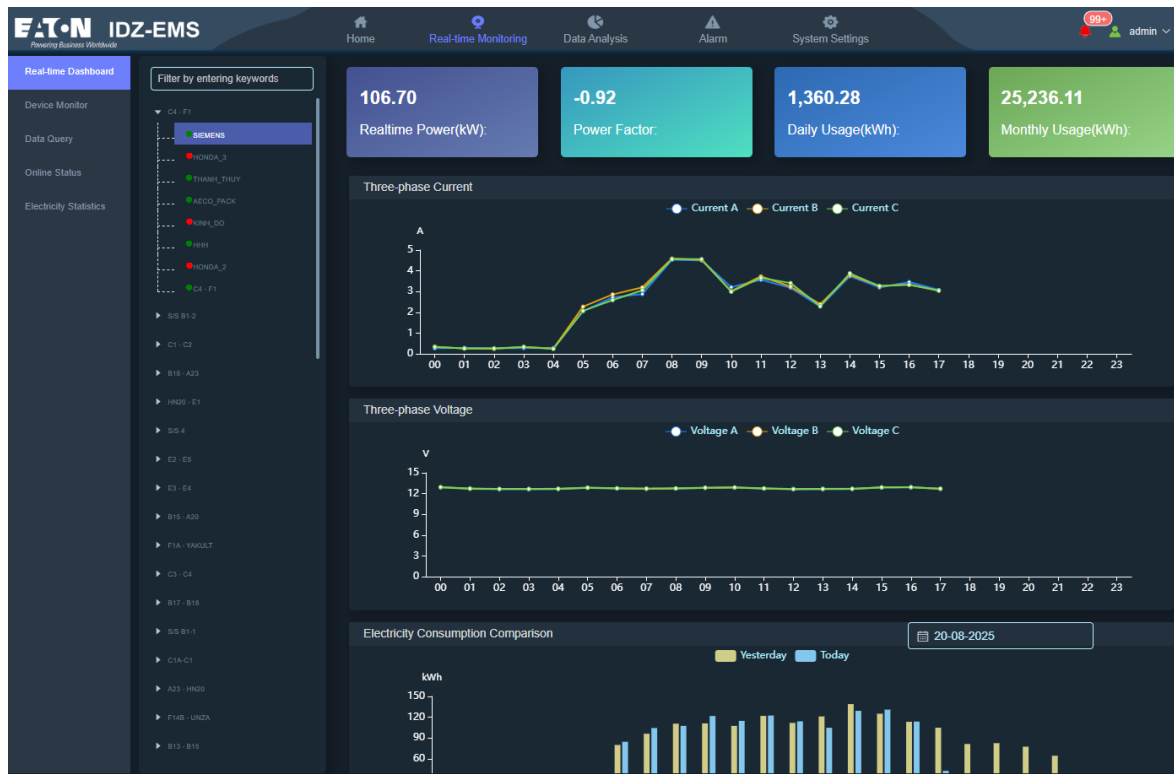 EATON IDZ-EMS
Powering Business Worldwide
Home
Real-time Monitoring
Data Analysis
Alarm
System Settings
99+
admin
Real-time Dashboard
Device Monitor
Data Query
Online Status
Electricity Statistics
Filter by entering keywords
C4 - F1
SIEMENS
HONDA_3
THANH_THUY
AECO_PACK
KINH_DO
HHH
HONDA_2
C4 - F1
S/S B1-2
C1 - C2
B16 - A23
HN20 - E1
S/S 4
E2 - E5
E3 - E4
B15 - A20
F1A - YAKULT
C3 - C4
B17 - B18
S/S B1-1
C1A-C1
A23 - HN20
F14B - UNZA
B13 - B15
106.70
Realtime Power(kW):
-0.92
Power Factor:
1,360.28
Daily Usage(kWh):
25,236.11
Monthly Usage(kWh):
Three-phase Current
Current A Current B Current C
A
5
4
3
2
1
0
00 01 02 03 04 05 06 07 08 09 10 11 12 13 14 15 16 17 18 19 20 21 22 23
Three-phase Voltage
Voltage A Voltage B Voltage C
V
15
12
9
6
3
0
00 01 02 03 04 05 06 07 08 09 10 11 12 13 14 15 16 17 18 19 20 21 22 23
Electricity Consumption Comparison
20-08-2025
Yesterday Today
kWh
150
120
90
60